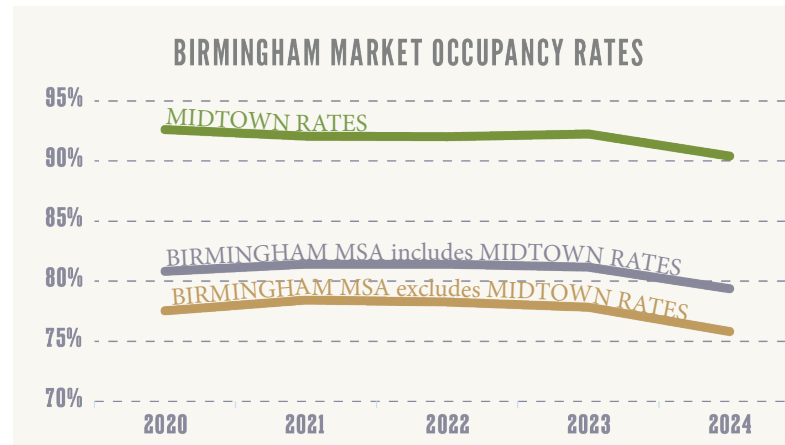 BIRMINGHAM MARKET OCCUPANCY RATES
95%
MIDTOWN RATES
90%
85%
BIRMINGHAM MSA includes MIDTOWN RATES
80%
BIRMINGHAM MSA excludes MIDTOWN RATES
75%
70%
2020 2021 2022 2023 2024